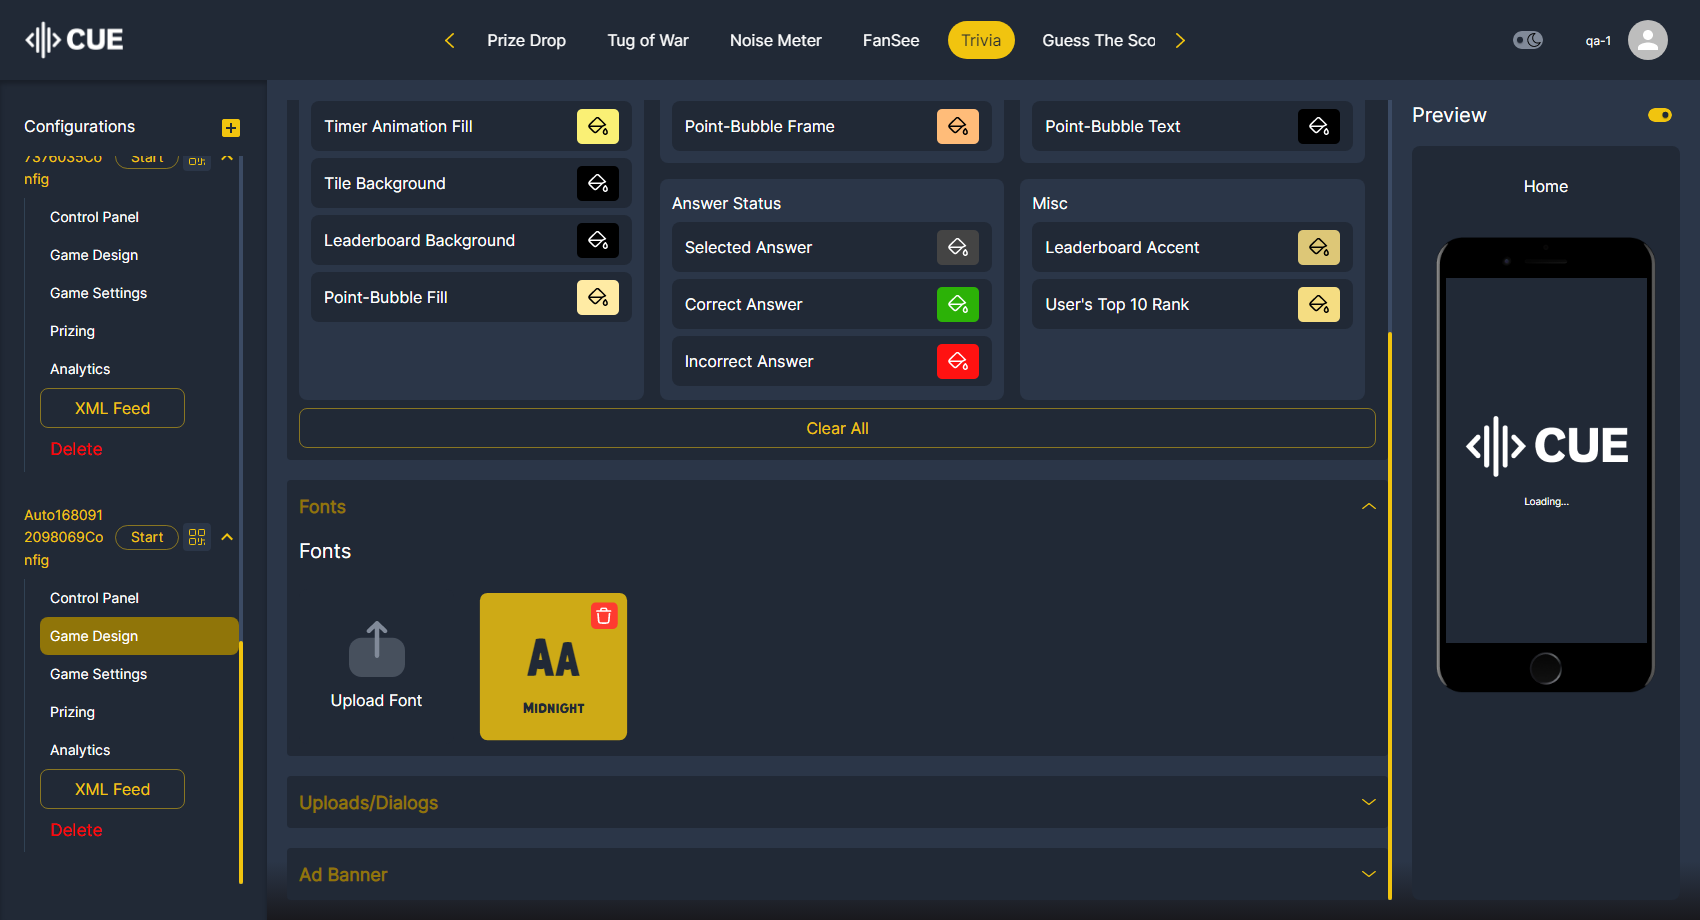 CUE
Prize Drop
Tug of War
Noise Meter
FanSee
Trivia
Guess The Sco
qa-1
Configurations
7376035Co
nfig
Start
Control Panel
Game Design
Game Settings
Prizing
Analytics
XML Feed
Delete
Auto168091
2098069Co
nfig
Start
Control Panel
Game Design
Game Settings
Prizing
Analytics
XML Feed
Delete
Timer Animation Fill
Tile Background
Leaderboard Background
Point-Bubble Fill
Point-Bubble Frame
Point-Bubble Text
Answer Status
Selected Answer
Correct Answer
Incorrect Answer
Misc
Leaderboard Accent
User's Top 10 Rank
Clear All
Fonts
Fonts
Upload Font
AA
MIDNIGHT
Uploads/Dialogs
Ad Banner
Preview
Home
CUE
Loading...